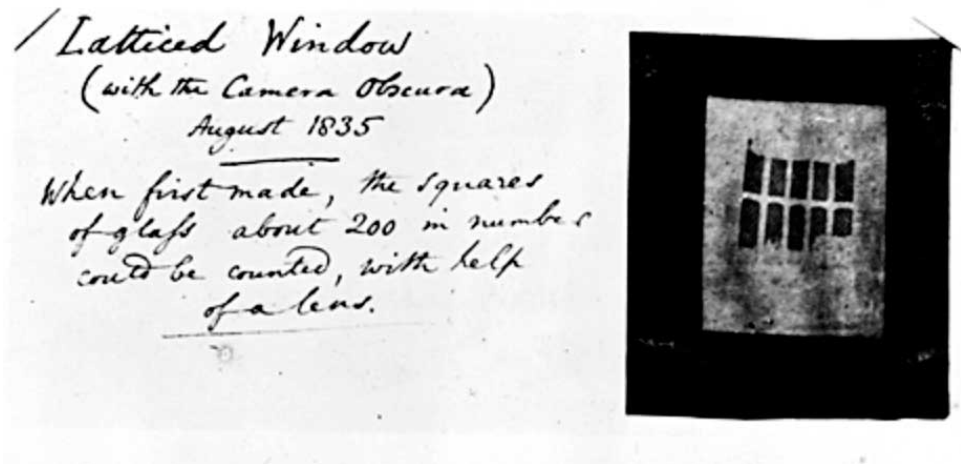 Latticed Window
(with the Camera Obscura)
August 1835
When first made, the squares
of glaſs about 200 in number
could be counted, with help
of a lens.